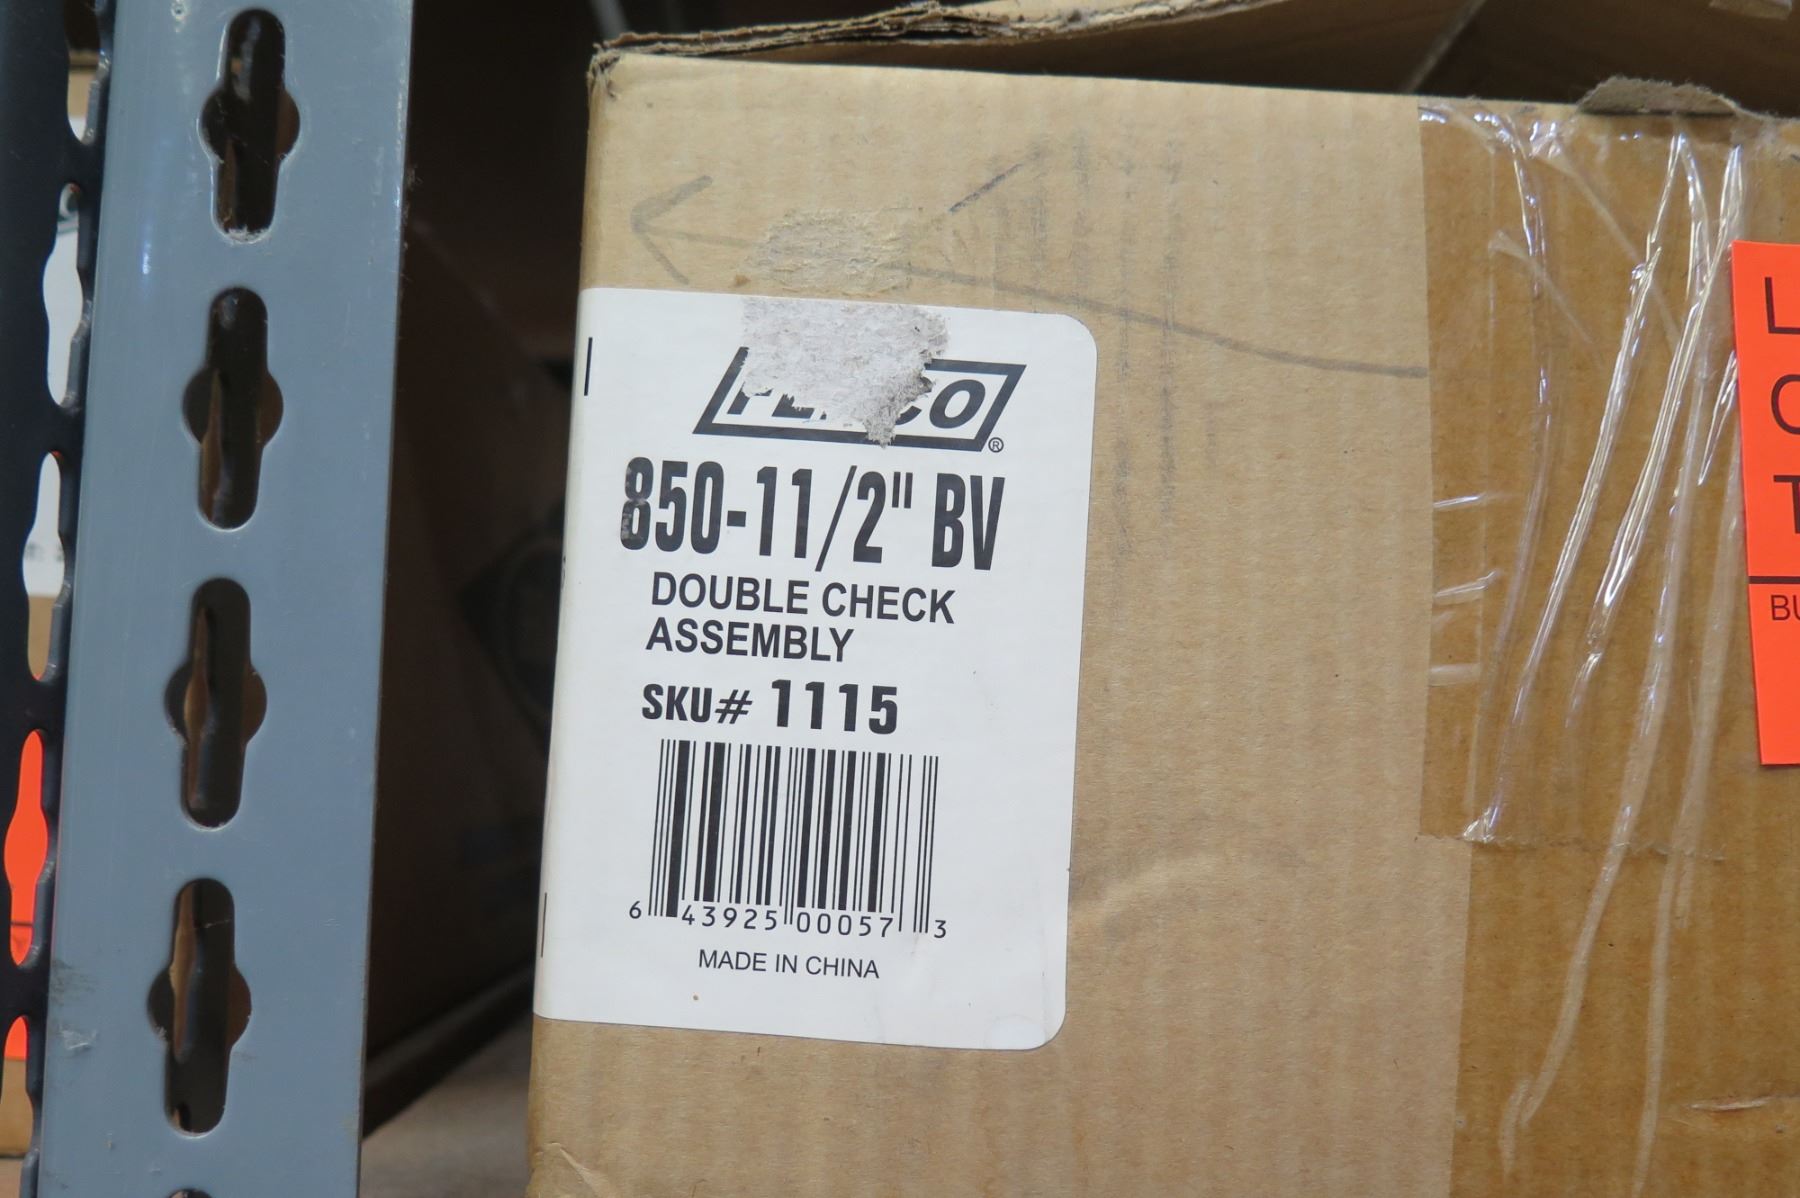 850-11/2" BV
DOUBLE CHECK
ASSEMBLY
SKU# 1115
6 43925 00057 3
MADE IN CHINA